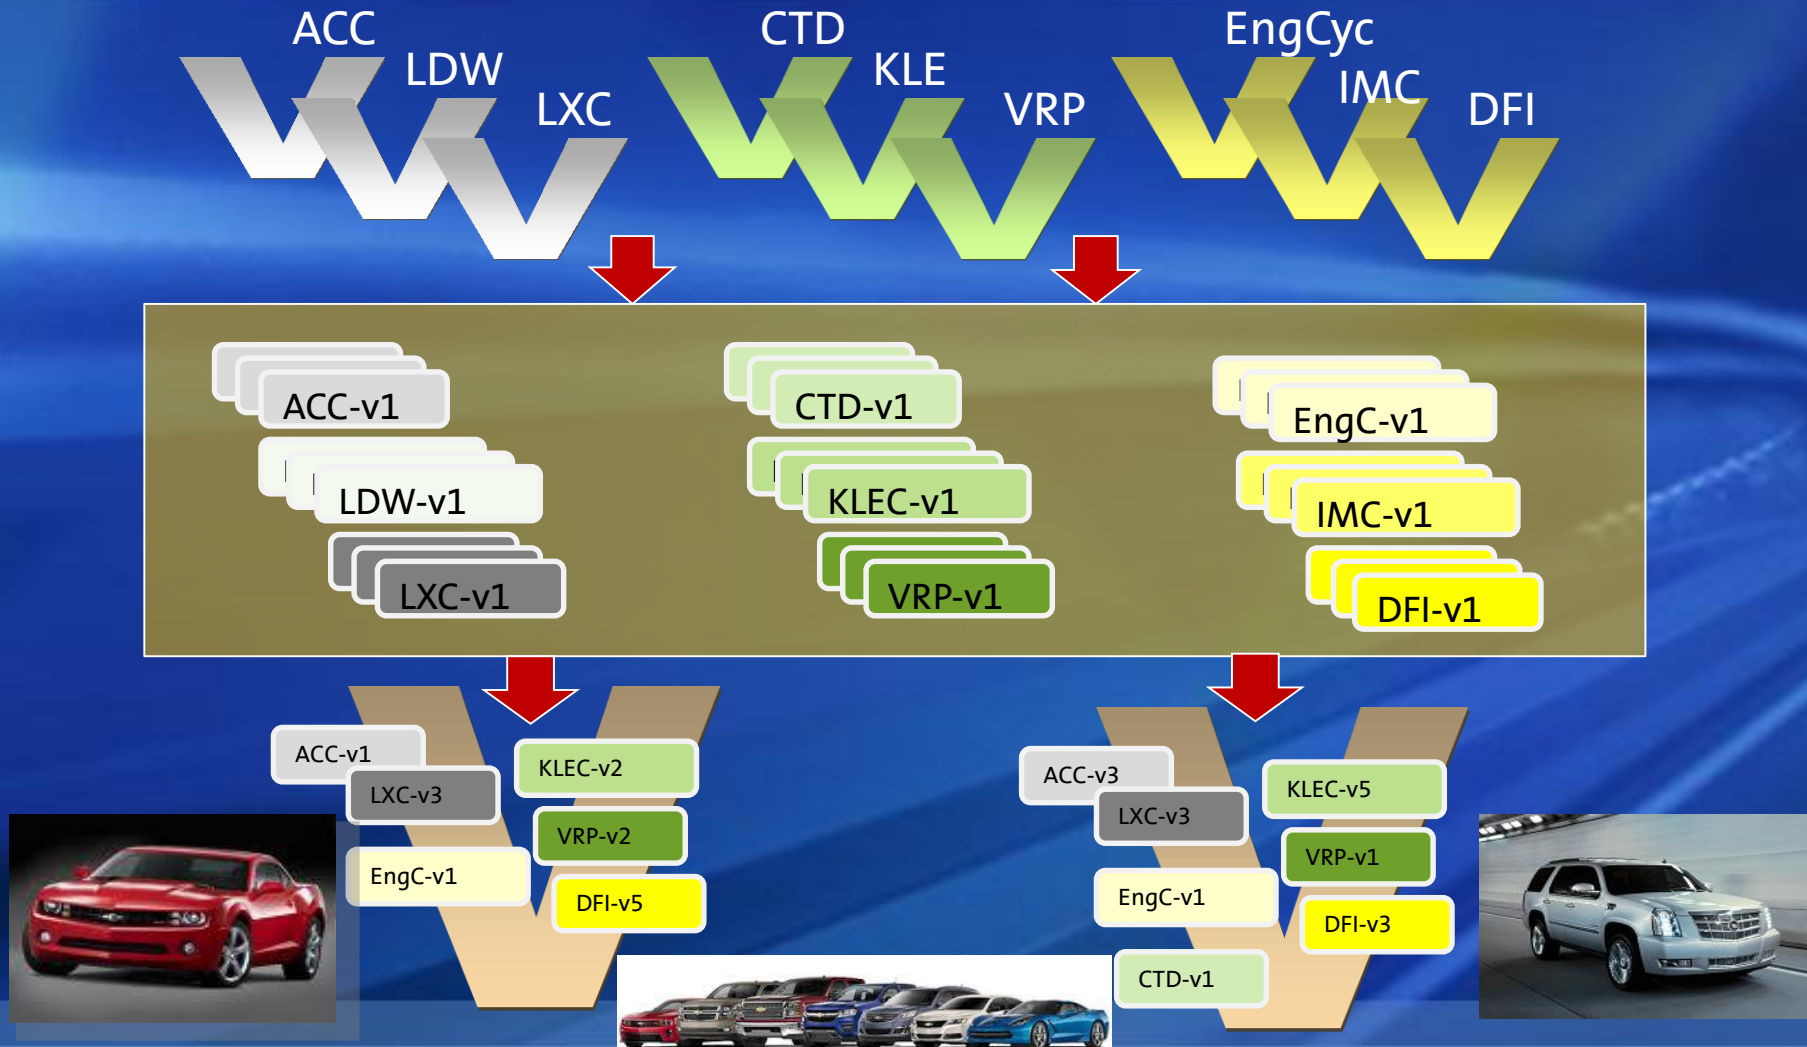 ACC
LDW
LXC
CTD
KLE
VRP
EngCyc
IMC
DFI
ACC-v1
LDW-v1
LXC-v1
CTD-v1
KLEC-v1
VRP-v1
EngC-v1
IMC-v1
DFI-v1
ACC-v1
LXC-v3
EngC-v1
KLEC-v2
VRP-v2
DFI-v5
ACC-v3
LXC-v3
EngC-v1
CTD-v1
KLEC-v5
VRP-v1
DFI-v3